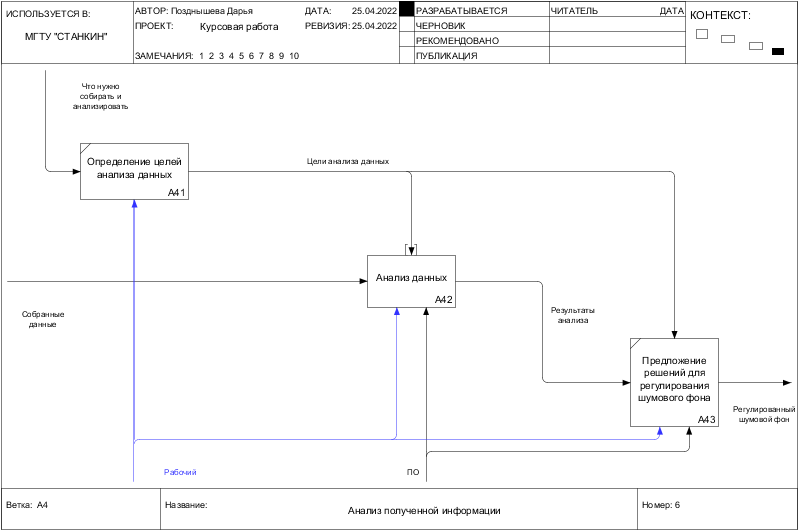 ИСПОЛЬЗУЕТСЯ В:
МГТУ "СТАНКИН"
АВТОР: Позднышева Дарья
ДАТА: 25.04.2022
ПРОЕКТ: Курсовая работа
РЕВИЗИЯ: 25.04.2022
ЗАМЕЧАНИЯ: 1 2 3 4 5 6 7 8 9 10
РАЗРАБАТЫВАЕТСЯ
ЧЕРНОВИК
РЕКОМЕНДОВАНО
ПУБЛИКАЦИЯ
ЧИТАТЕЛЬ ДАТА
КОНТЕКСТ:
Что нужно
собирать и
анализировать
Определение целей
анализа данных
A41
Цели анализа данных
Анализ данных
A42
Собранные
данные
Результаты
анализа
Предложение
решений для
регулирования
шумового фона
A43
Регулированный
шумовой фон
Рабочий
ПО
Ветка: A4
Название:
Анализ полученной информации
Номер: 6